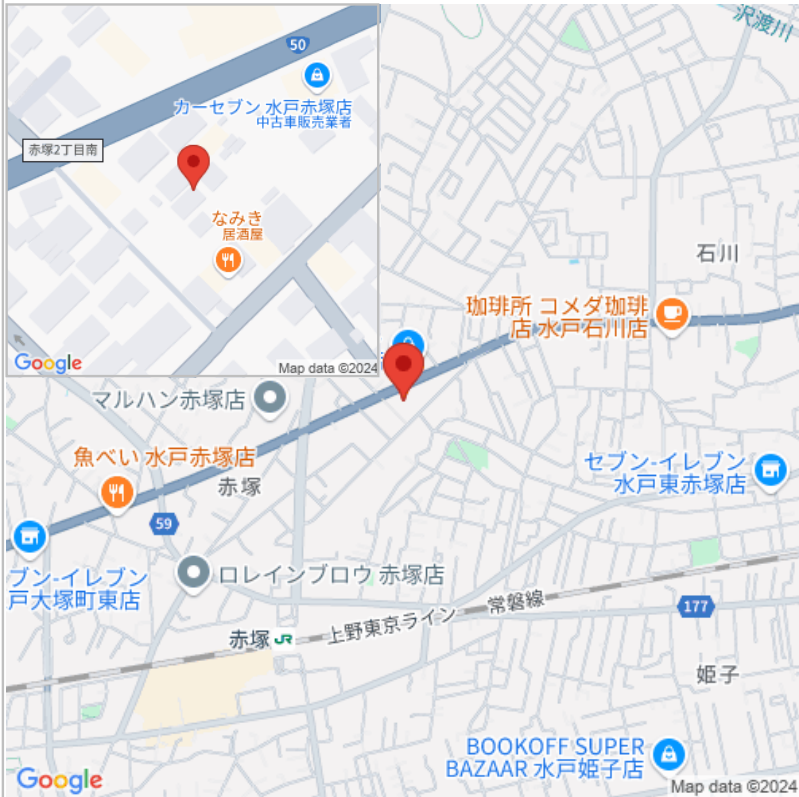 50
カーセブン 水戸赤塚店
中古車販売業者
赤塚2丁目南
なみき
居酒屋
Google
Map data ©2024
沢渡川
石川
珈琲所 コメダ珈琲
店 水戸石川店
マルハン赤塚店
魚べい 水戸赤塚店
赤塚
セブン-イレブン
水戸東赤塚店
59
ブン-イレブン
戸大塚町東店
ロレインブロウ 赤塚店
上野東京ライン
常磐線
177
赤塚 JR
姫子
BOOKOFF SUPER
BAZAAR 水戸姫子店
Google
Map data ©2024